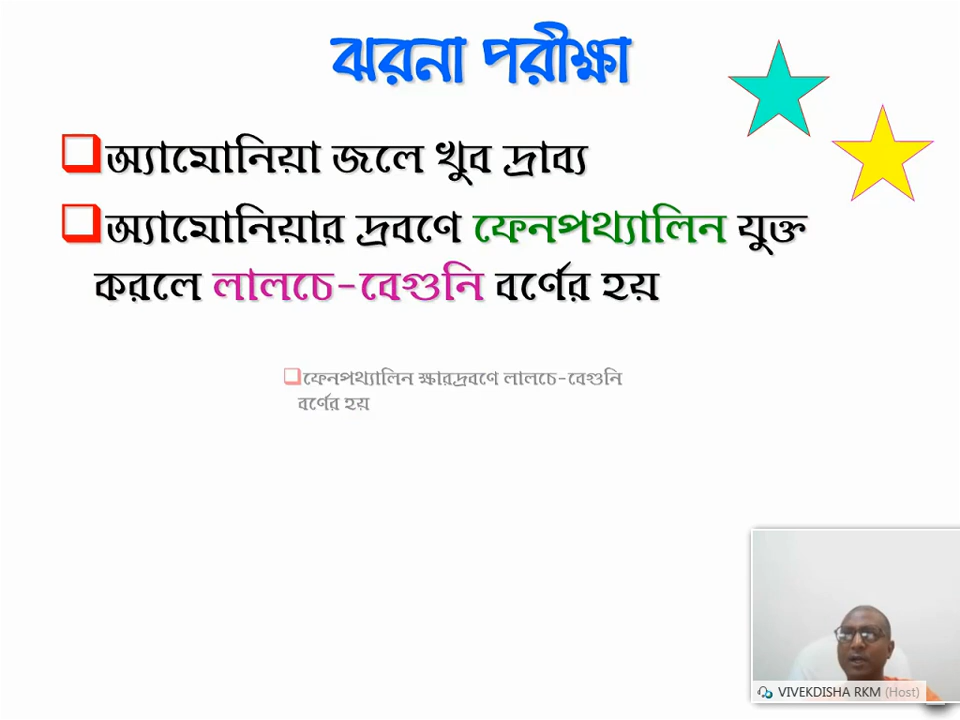 ঝরনা পরীক্ষা
অ্যামোনিয়া জলে খুব দ্রাব্য
অ্যামোনিয়ার দ্রবণে ফেনপথ্যালিন যুক্ত
করলে লালচে-বেগুনি বর্ণের হয়
ফেনপথ্যালিন ক্ষারদ্রবণে লালচে-বেগুনি
বর্ণের হয়
VIVEKDISHA RKM (Host)